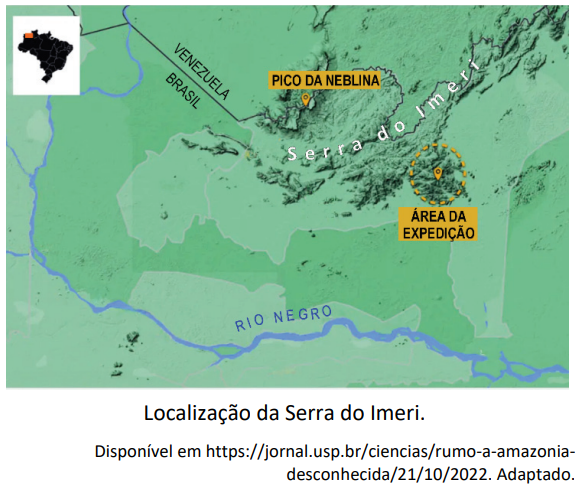 VENEZUELA
BRASIL
PICO DA NEBLINA
Serra do Imeri
ÁREA DA
EXPEDIÇÃO
RIO NEGRO
Localização da Serra do Imeri.
Disponível em https://jornal.usp.br/ciencias/rumo-a-amazonia-
desconhecida/21/10/2022. Adaptado.